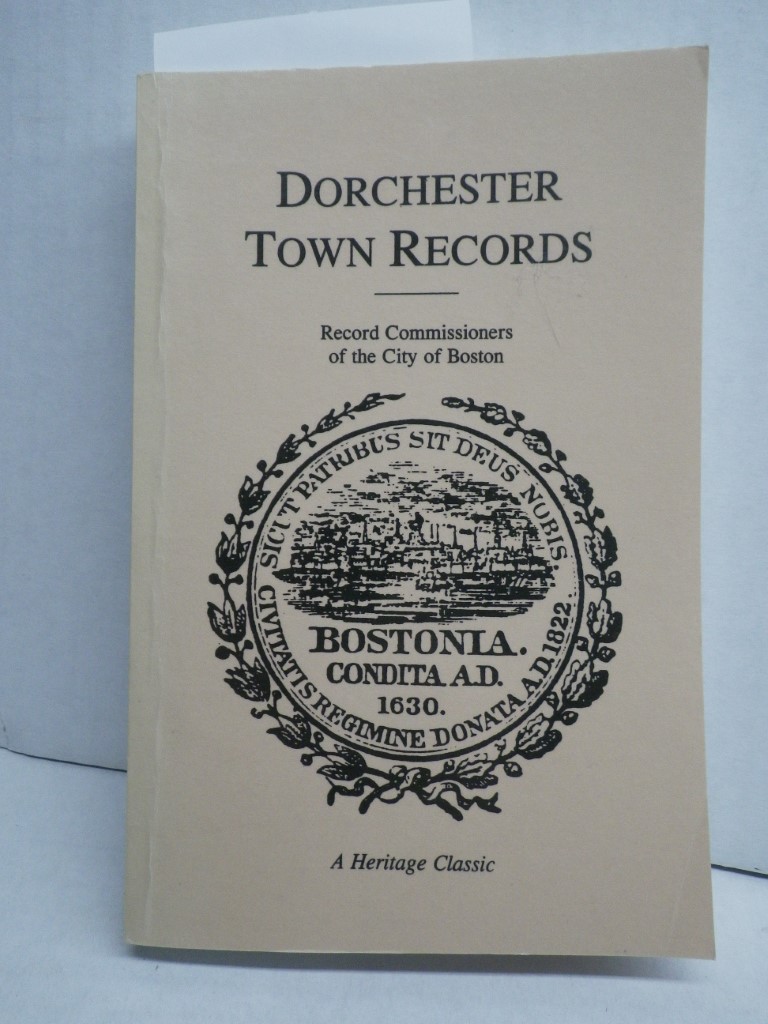 DORCHESTER
TOWN RECORDS
Record Commissioners
of the City of Boston
SICUT PATRIBUS SIT DEUS NOBIS.
BOSTONIA.
CONDITA A.D.
1630.
CIVITATIS REGIMINE DONATA A.D. 1822.
A Heritage Classic